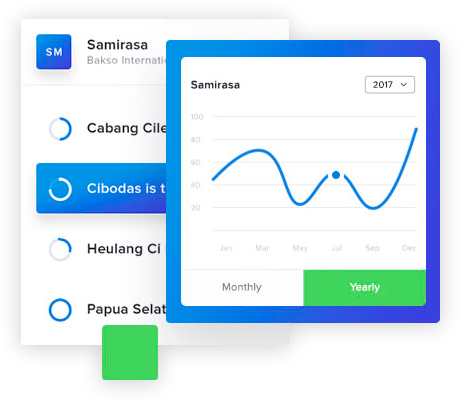 SM
Samirasa
Bakso Internatio
Cabang Cile
Cibodas is t
Heulang Ci
Papua Selat
Samirasa
2017
100
80
60
40
20
Jan Mar May Jul Sep Dec
Monthly Yearly